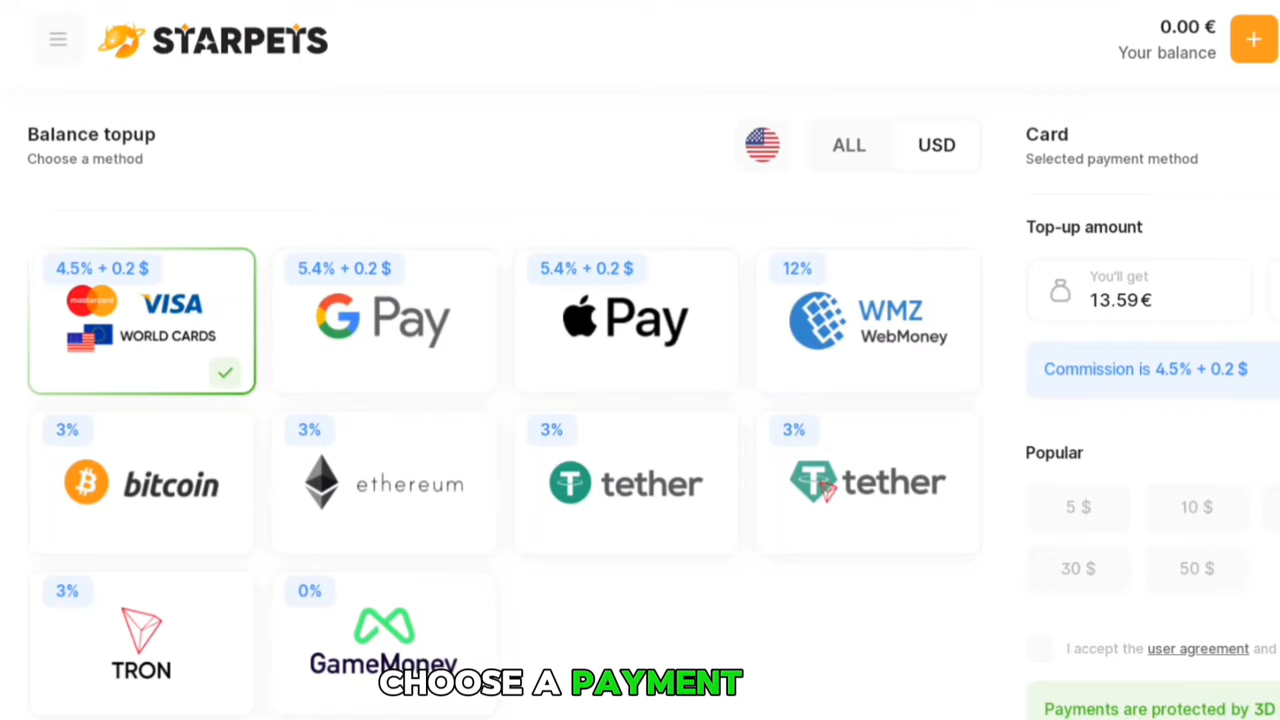 STARPETS
0.00 €
Your balance
Balance topup
Choose a method
ALL
USD
Card
Selected payment method
Top-up amount
You'll get
13.59 €
Commission is 4.5% + 0.2 $
4.5% + 0.2 $
mastercard VISA
WORLD CARDS
5.4% + 0.2 $
G Pay
5.4% + 0.2 $
Pay
12%
WMZ
WebMoney
3%
bitcoin
3%
ethereum
3%
tether
3%
tether
Popular
5 $
10 $
30 $
50 $
3%
TRON
0%
GameMoney
I accept the user agreement and
Payments are protected by 3D
CHOOSE A PAYMENT